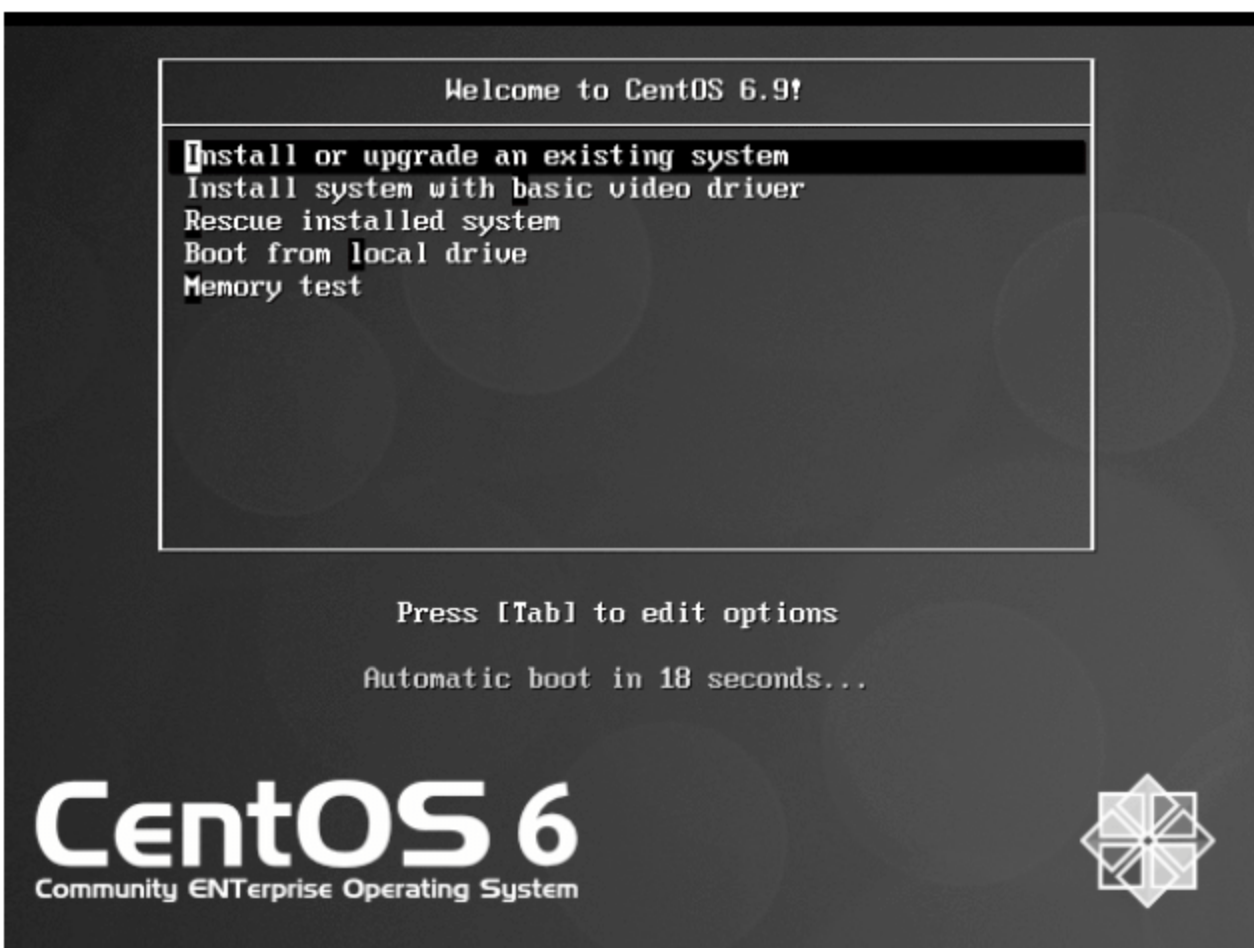 Welcome to CentOS 6.9!
Install or upgrade an existing system
Install system with basic video driver
Rescue installed system
Boot from local drive
Memory test
Press [Tab] to edit options
Automatic boot in 18 seconds...
CentOS 6
Community ENTerprise Operating System